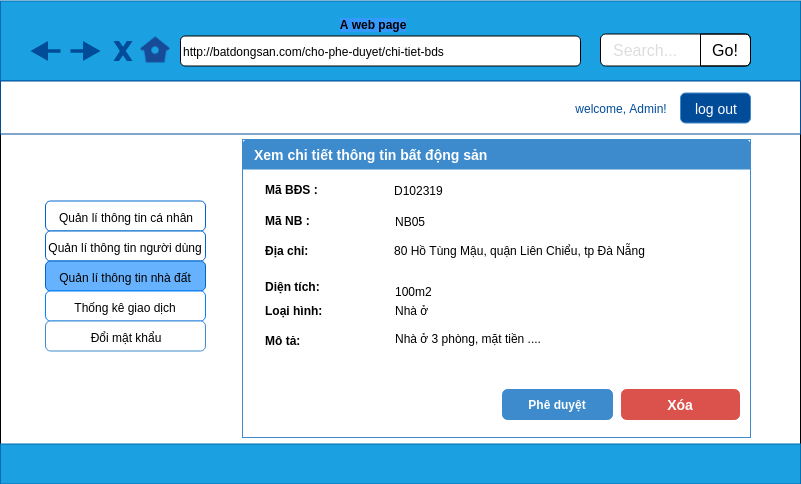 A web page
X
http://batdongsan.com/cho-phe-duyet/chi-tiet-bds
Search...
Go!
welcome, Admin!
log out
Xem chi tiết thông tin bất động sản
Mã BĐS :
D102319
Mã NB :
NB05
Địa chỉ:
80 Hồ Tùng Mậu, quận Liên Chiểu, tp Đà Nẵng
Diện tích:
100m2
Loại hình:
Nhà ở
Mô tả:
Nhà ở 3 phòng, mặt tiền ....
Phê duyệt
Xóa
Quản lí thông tin cá nhân
Quản lí thông tin người dùng
Quản lí thông tin nhà đất
Thống kê giao dịch
Đổi mật khẩu